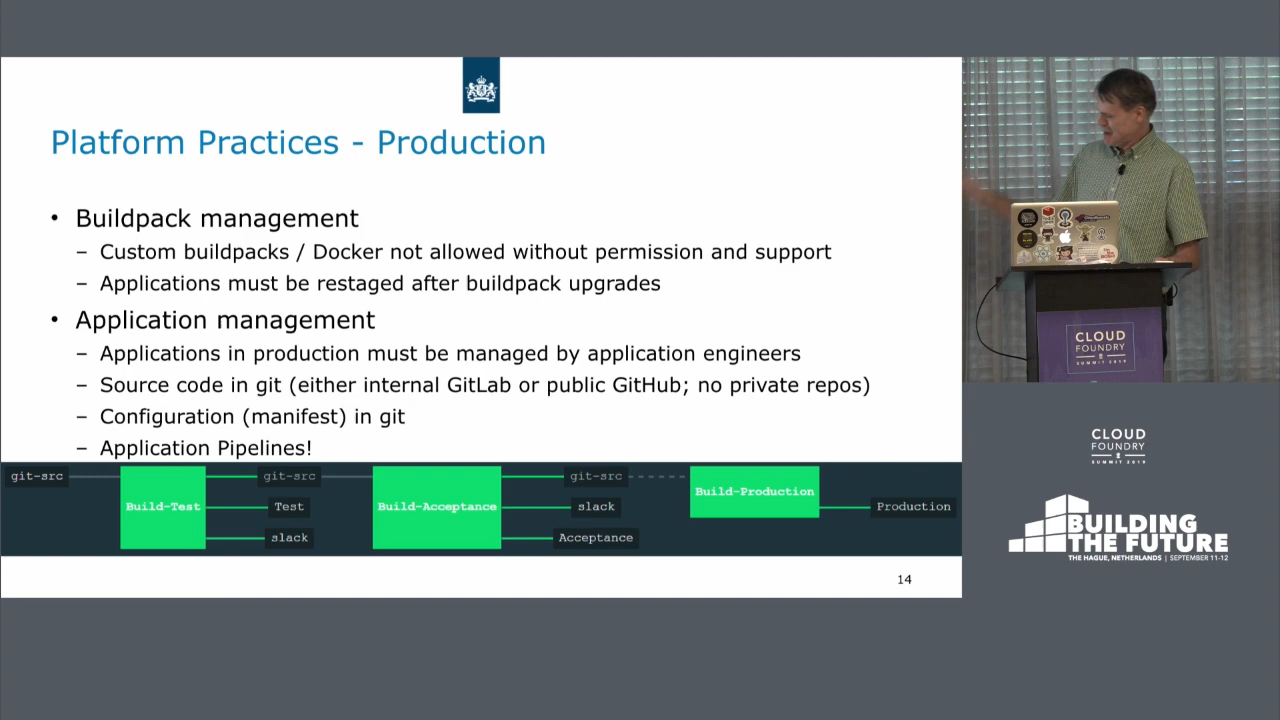 Platform Practices - Production
• Buildpack management
– Custom buildpacks / Docker not allowed without permission and support
– Applications must be restaged after buildpack upgrades
• Application management
– Applications in production must be managed by application engineers
– Source code in git (either internal GitLab or public GitHub; no private repos)
– Configuration (manifest) in git
– Application Pipelines!
git-src
Build-Test
git-src
Test
slack
Build-Acceptance
git-src
slack
Acceptance
Build-Production
Production
14
CLOUD
FOUNDRY
SUMMIT 2019
CLOUD
FOUNDRY
SUMMIT 2019
BUILDING
THE FUTURE
THE HAGUE, NETHERLANDS | SEPTEMBER 11-12